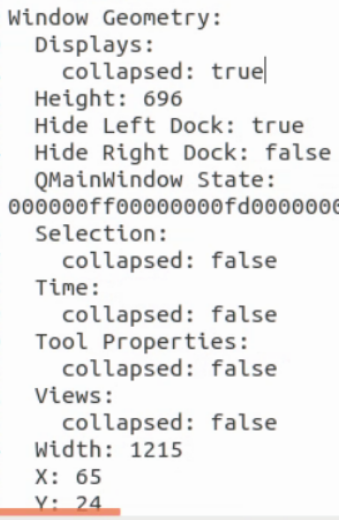 Window Geometry:
  Displays:
    collapsed: true
  Height: 696
  Hide Left Dock: true
  Hide Right Dock: false
  QMainWindow State:
000000ff00000000fd0000000
  Selection:
    collapsed: false
  Time:
    collapsed: false
  Tool Properties:
    collapsed: false
  Views:
    collapsed: false
  Width: 1215
  X: 65
  Y: 24